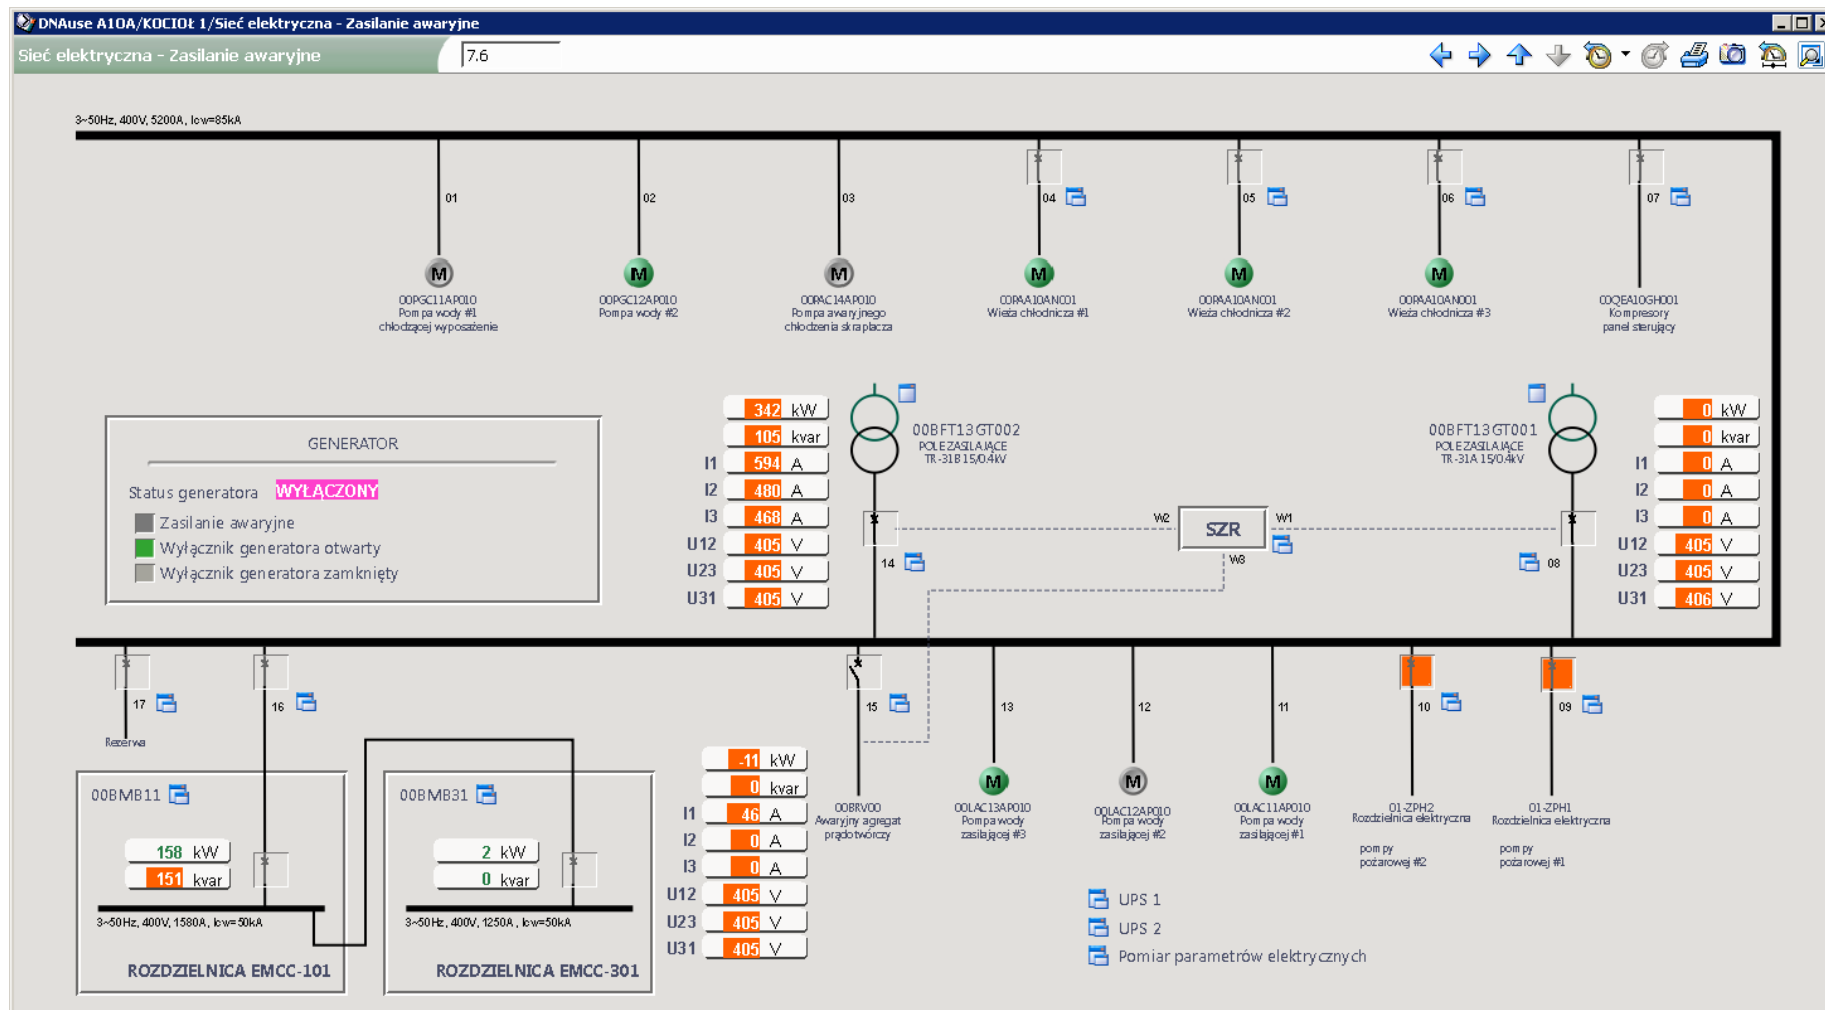 DNAuse A10A/KOCIOŁ 1/Sieć elektryczna - Zasilanie awaryjne
Sieć elektryczna - Zasilanie awaryjne
7.6
3~50Hz, 400V, 5200A, Icw=85kA
01
02
03
04
05
06
07
M
M
M
M
M
M
00PGC11AP010
Pompa wody #1
chłodzącej wyposażenie
00PGC12AP010
Pompa wody #2
00PAC14AP010
Pompa awaryjnego
chłodzenia skraplacza
00PAA10AN001
Wieża chłodnicza #1
00PAA10AN001
Wieża chłodnicza #2
00PAA10AN001
Wieża chłodnicza #3
00QEA10GH001
Kompresory
panel sterujący
GENERATOR
Status generatora WYŁĄCZONY
Zasilanie awaryjne
Wyłącznik generatora otwarty
Wyłącznik generatora zamknięty
342 kW
105 kvar
I1 594 A
I2 480 A
I3 468 A
U12 405 V
U23 405 V
U31 405 V
00BFT13GT002
POLE ZASILAJĄCE
TR-31B 15/0.4kV
14
W2
SZR
W1
W3
00BFT13GT001
POLE ZASILAJĄCE
TR-31A 15/0.4kV
08
0 kW
0 kvar
I1 0 A
I2 0 A
I3 0 A
U12 405 V
U23 405 V
U31 406 V
17
16
15
13
12
11
10
09
Rezerwa
00BMB11
158 kW
151 kvar
3~50Hz, 400V, 1580A, Icw=50kA
ROZDZIELNICA EMCC-101
00BMB31
2 kW
0 kvar
3~50Hz, 400V, 1250A, Icw=50kA
ROZDZIELNICA EMCC-301
-11 kW
0 kvar
I1 46 A
I2 0 A
I3 0 A
U12 405 V
U23 405 V
U31 405 V
00BRV00
Awaryjny agregat
prądotwórczy
M
00LAC13AP010
Pompa wody
zasilającej #3
M
00LAC12AP010
Pompa wody
zasilającej #2
M
00LAC11AP010
Pompa wody
zasilającej #1
01-ZPH2
Rozdzielnica elektryczna
pompy
pożarowej #2
01-ZPH1
Rozdzielnica elektryczna
pompy
pożarowej #1
UPS 1
UPS 2
Pomiar parametrów elektrycznych